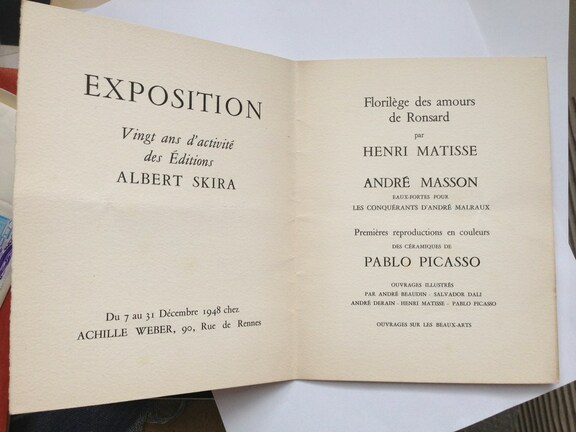 EXPOSITION
Vingt ans d'activité
des Éditions
ALBERT SKIRA
Du 7 au 31 Décembre 1948 chez
ACHILLE WEBER, 90, Rue de Rennes
Florilège des amours
de Ronsard
par
HENRI MATISSE
ANDRÉ MASSON
EAUX-FORTES POUR
LES CONQUÉRANTS D'ANDRÉ MALRAUX
Premières reproductions en couleurs
DES CÉRAMIQUES DE
PABLO PICASSO
OUVRAGES ILLUSTRÉS
PAR ANDRÉ BEAUDIN - SALVADOR DALI
ANDRÉ DERAIN - HENRI MATISSE - PABLO PICASSO
OUVRAGES SUR LES BEAUX-ARTS